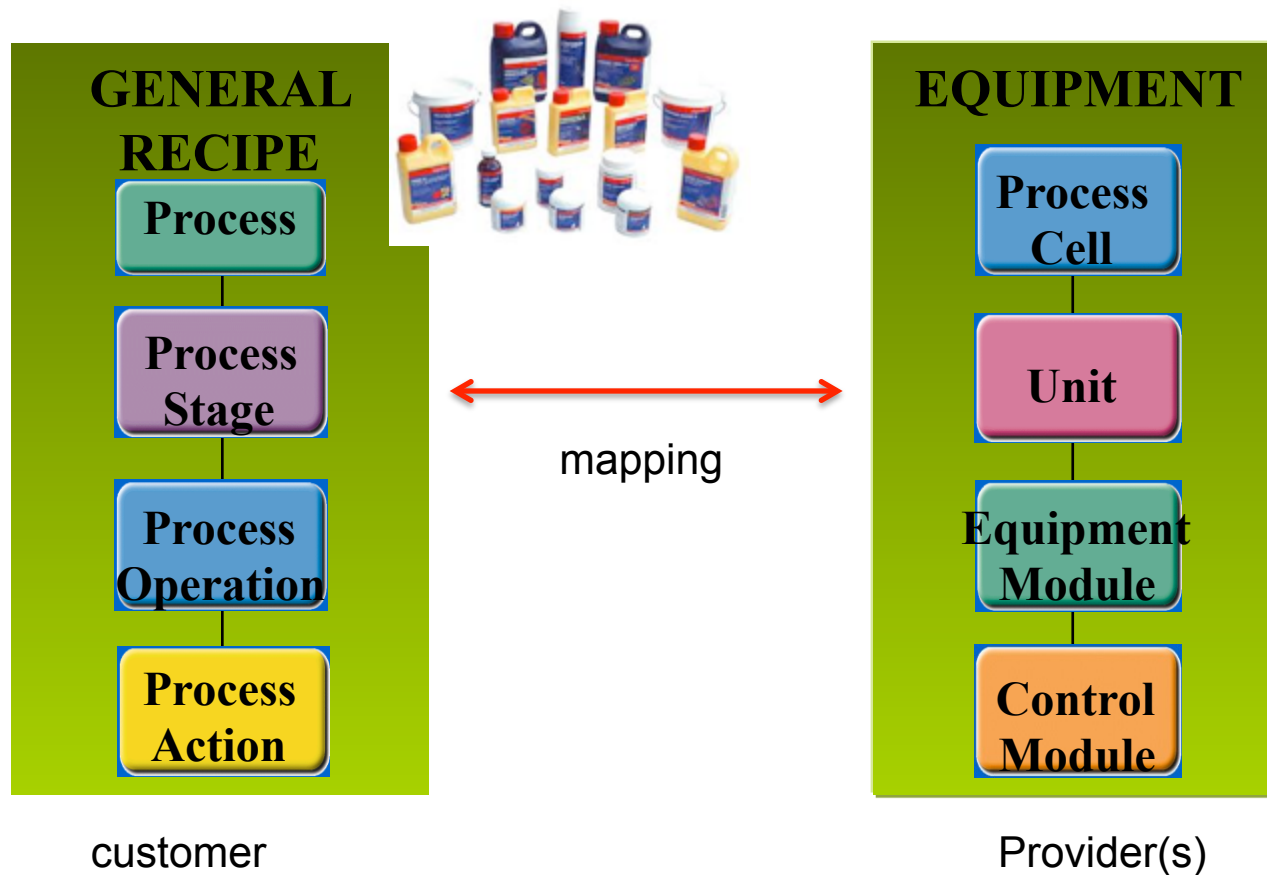 GENERAL
RECIPE
Process
Process
Stage
Process
Operation
Process
Action
customer
mapping
EQUIPMENT
Process
Cell
Unit
Equipment
Module
Control
Module
Provider(s)